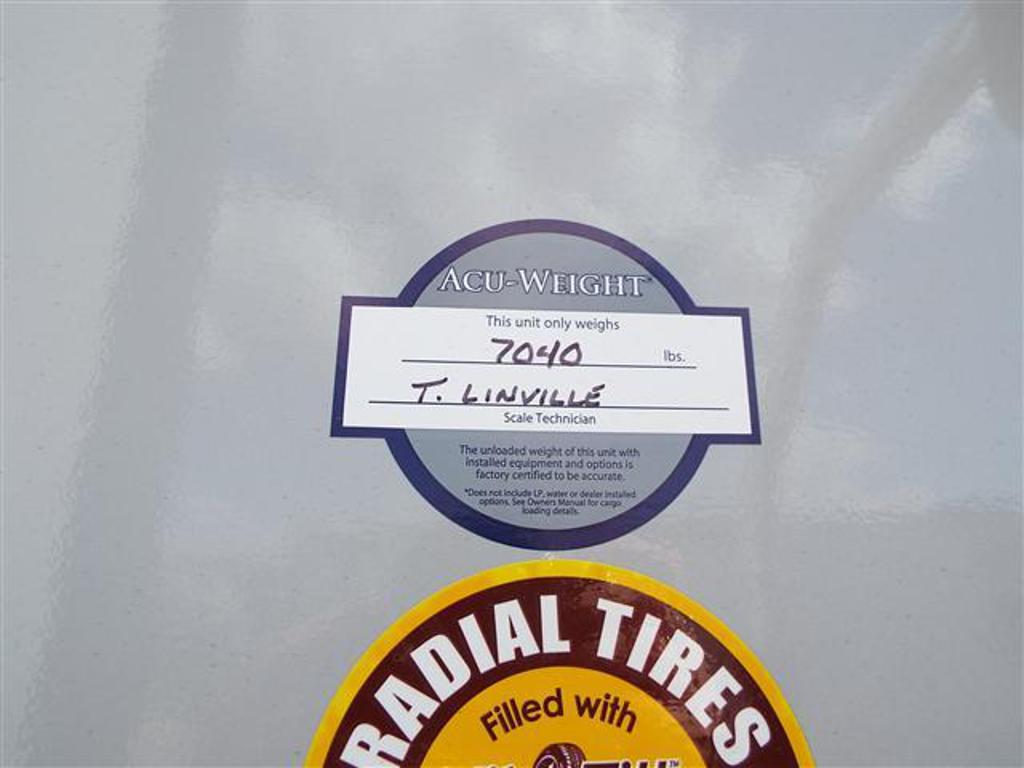 ACU-WEIGHT
This unit only weighs
7040 lbs.
T. LINVILLE
Scale Technician
The unloaded weight of this unit with
installed equipment and options is
factory certified to be accurate.
*Does not include LP, water or dealer installed
options. See Owners Manual for cargo
loading details.
RADIAL TIRES
Filled with